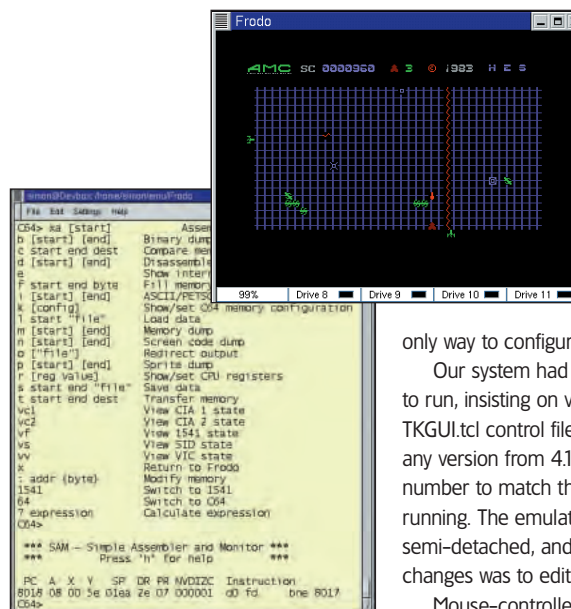 Frodo
AMC SC 0000960 A 3 © 1983 H E S
99% Drive 8 Drive 9 Drive 10 Drive 11
simon@Devbox: /home/simon/emu/Frodo
File Edit Settings Help
C64> xa [start] Assem
b [start] [end] Binary dump
c start end dest Compare mem
d [start] [end] Disassemble
e Show intern
f start end byte Fill memory
i [start] [end] ASCII/PETSC
k [config] Show/set C64 memory configuration
l start "file" Load data
m [start] [end] Memory dump
n [start] [end] Screen code dump
o ["file"] Redirect output
p [start] [end] Sprite dump
r [reg value] Show/set CPU registers
s start end "file" Save data
t start end dest Transfer memory
vc1 View CIA 1 state
vc2 View CIA 2 state
vf View 1541 state
vs View SID state
vv View VIC state
x Return to Frodo
: addr {byte} Modify memory
1541 Switch to 1541
64 Switch to C64
? expression Calculate expression
C64>
*** SAM – Simple Assembler and Monitor ***
*** Press 'h' for help ***
PC A X Y SP DR PR NVDIZC Instruction
8018 08 00 5e 01ea 2e 07 000001 d0 fd bne 8017
C64>
only way to configur
Our system had
to run, insisting on v
TKGUI.tcl control file
any version from 4.1
number to match th
running. The emulat
semi-detached, and
changes was to edit
Mouse-controlle